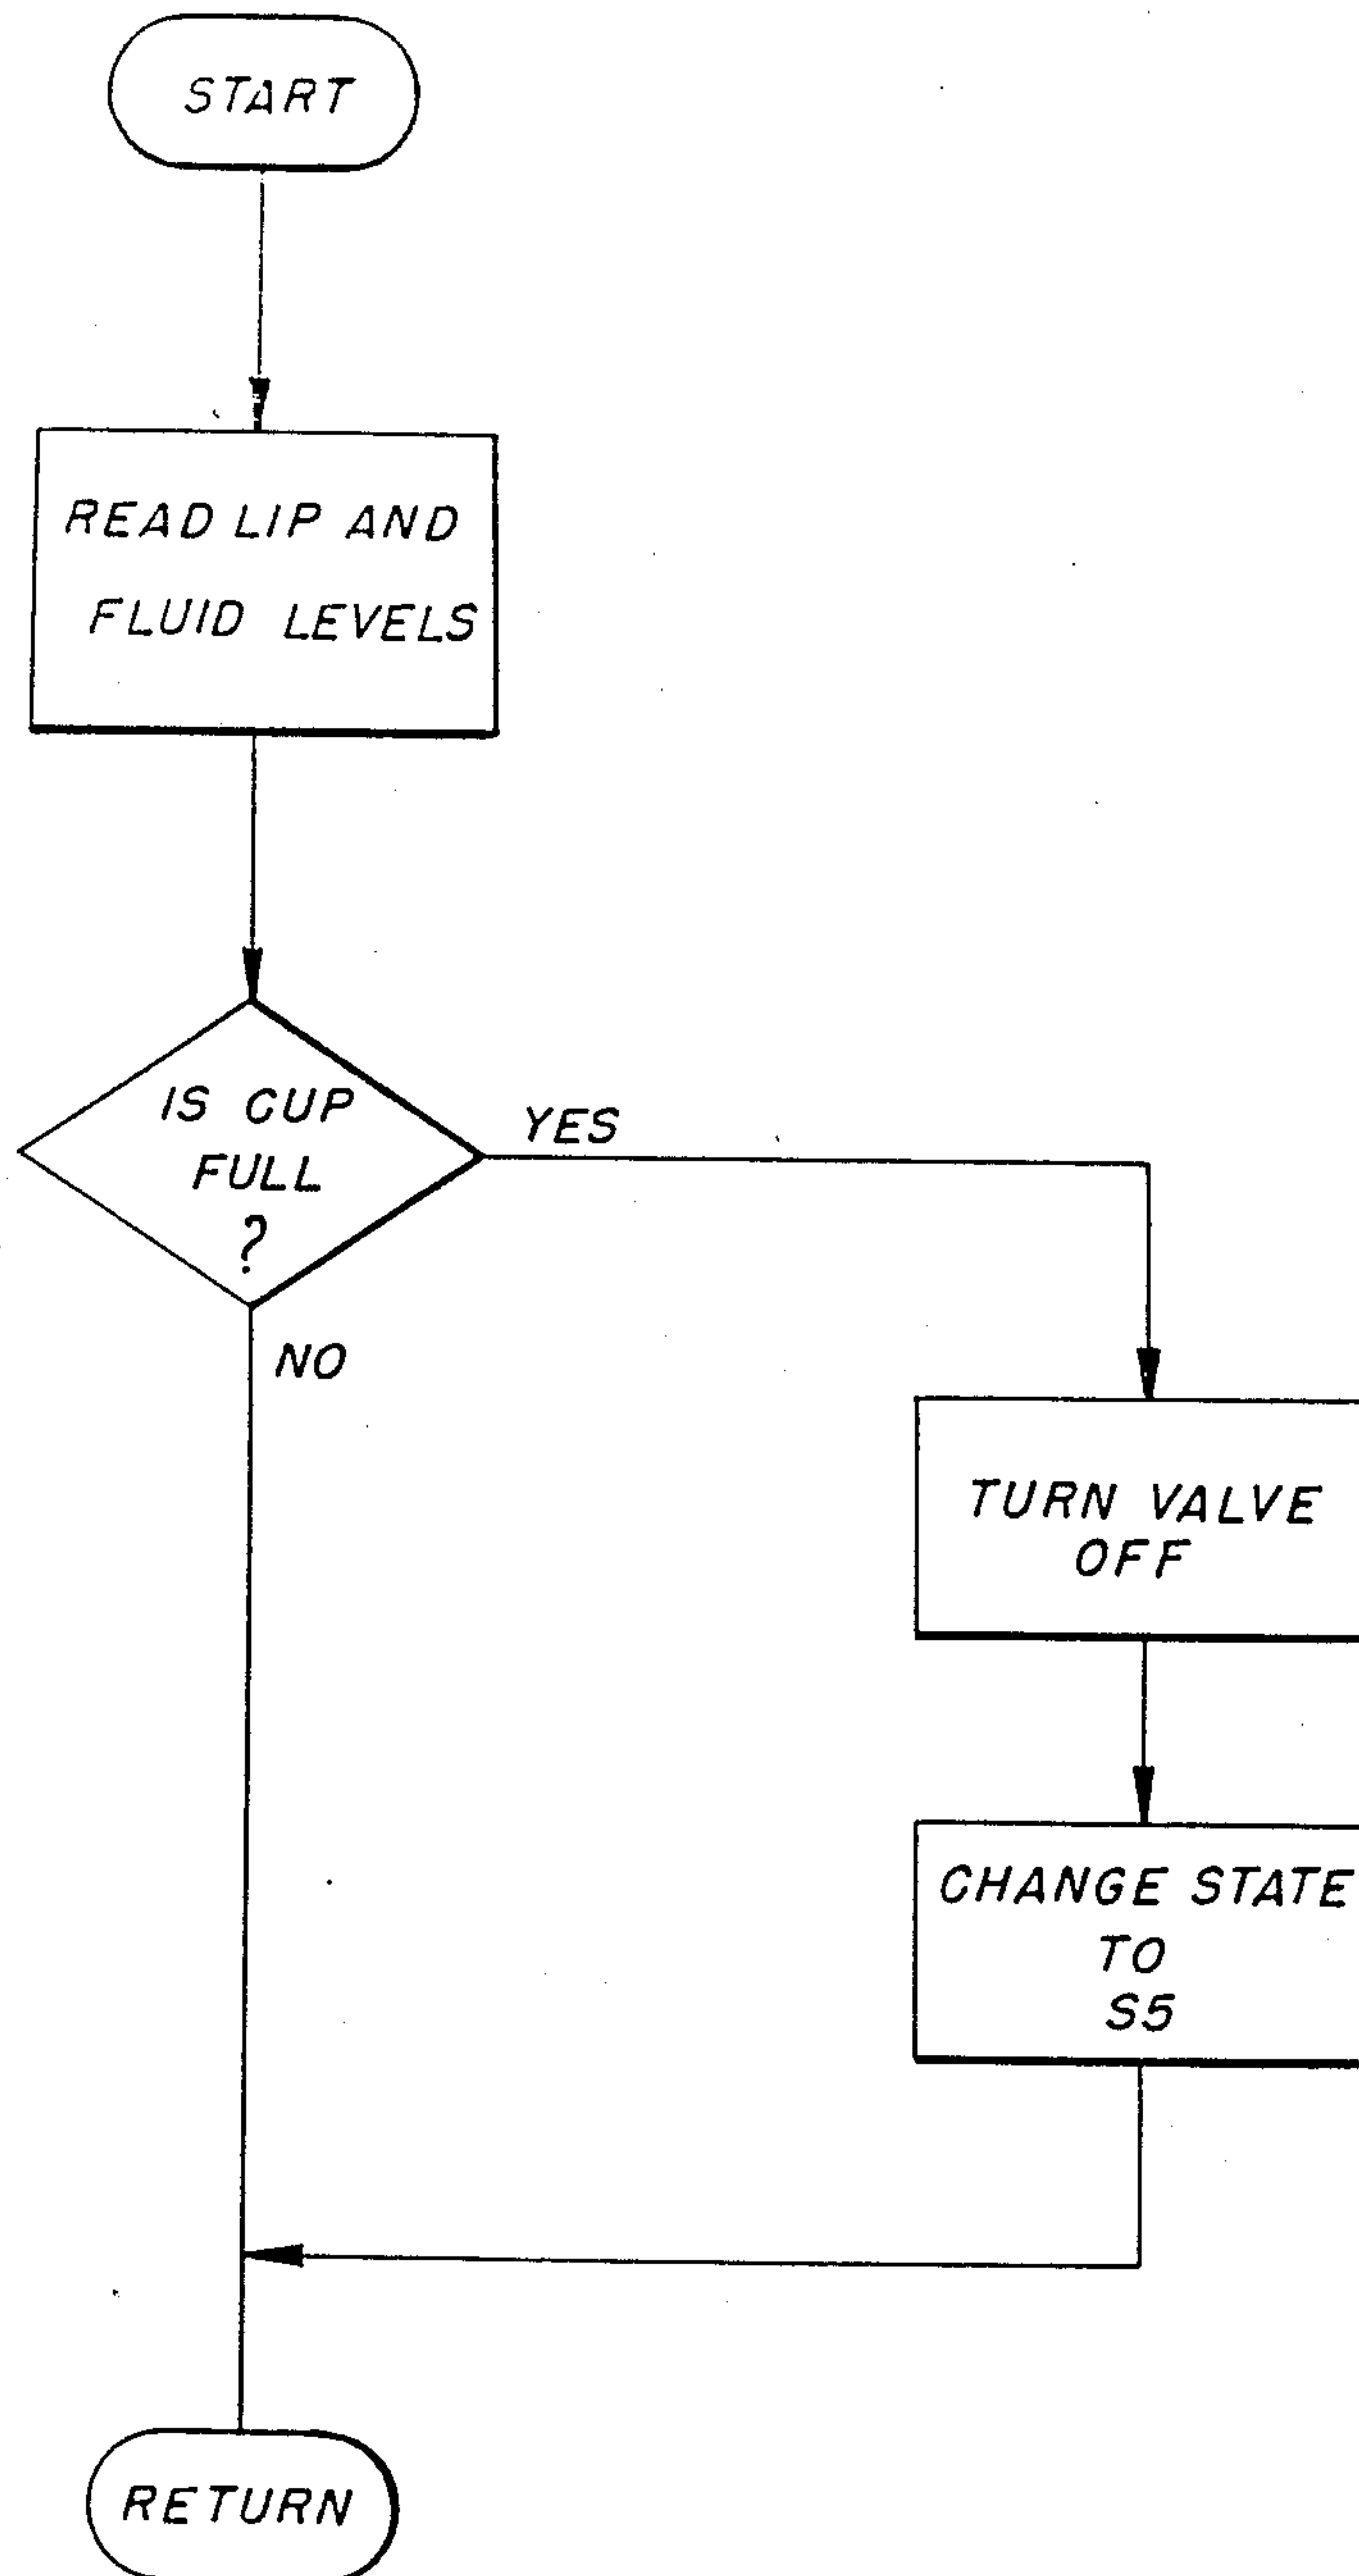 START
READ LIP AND
FLUID LEVELS
IS CUP
FULL
?
YES
NO
TURN VALVE
OFF
CHANGE STATE
TO
S5
RETURN